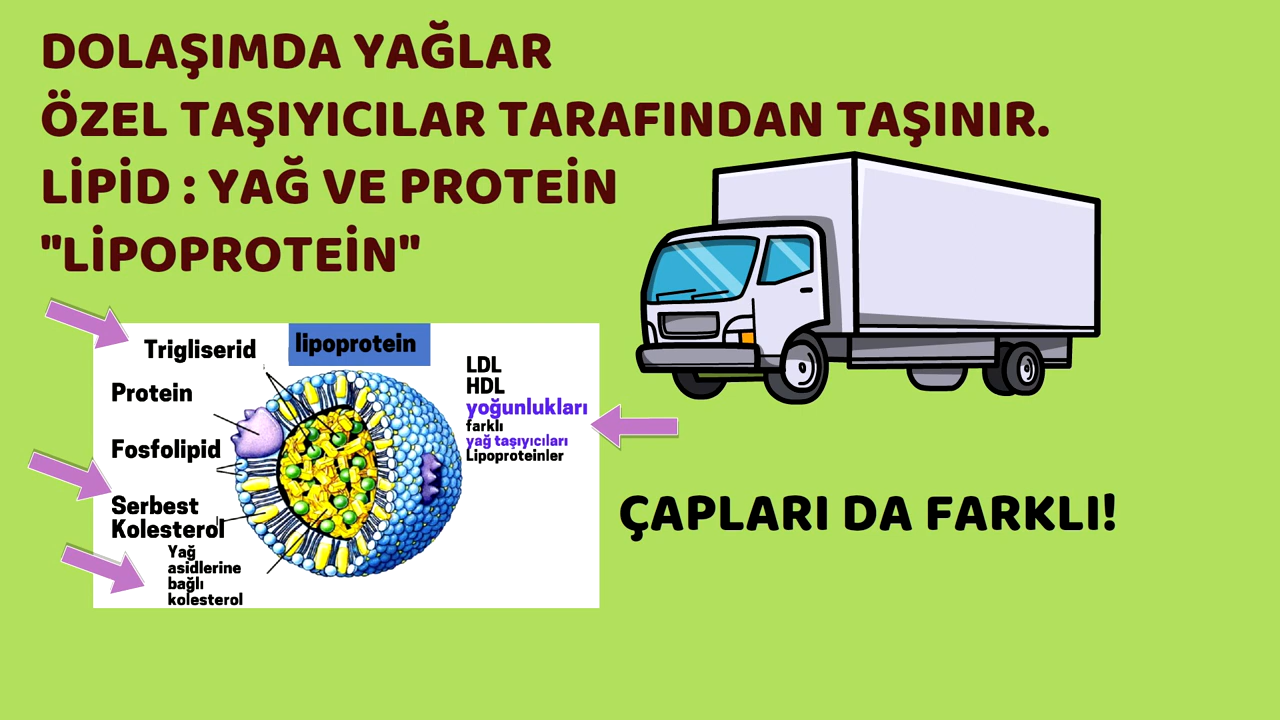 DOLAŞIMDA YAĞLAR
ÖZEL TAŞIYICILAR TARAFINDAN TAŞINIR.
LİPİD : YAĞ VE PROTEİN
"LİPOPROTEİN"
lipoprotein
Trigliserid
Protein
Fosfolipid
Serbest
Kolesterol
Yağ
asidlerine
bağlı
kolesterol
LDL
HDL
yoğunlukları
farklı
yağ taşıyıcıları
Lipoproteinler
ÇAPLARI DA FARKLI!